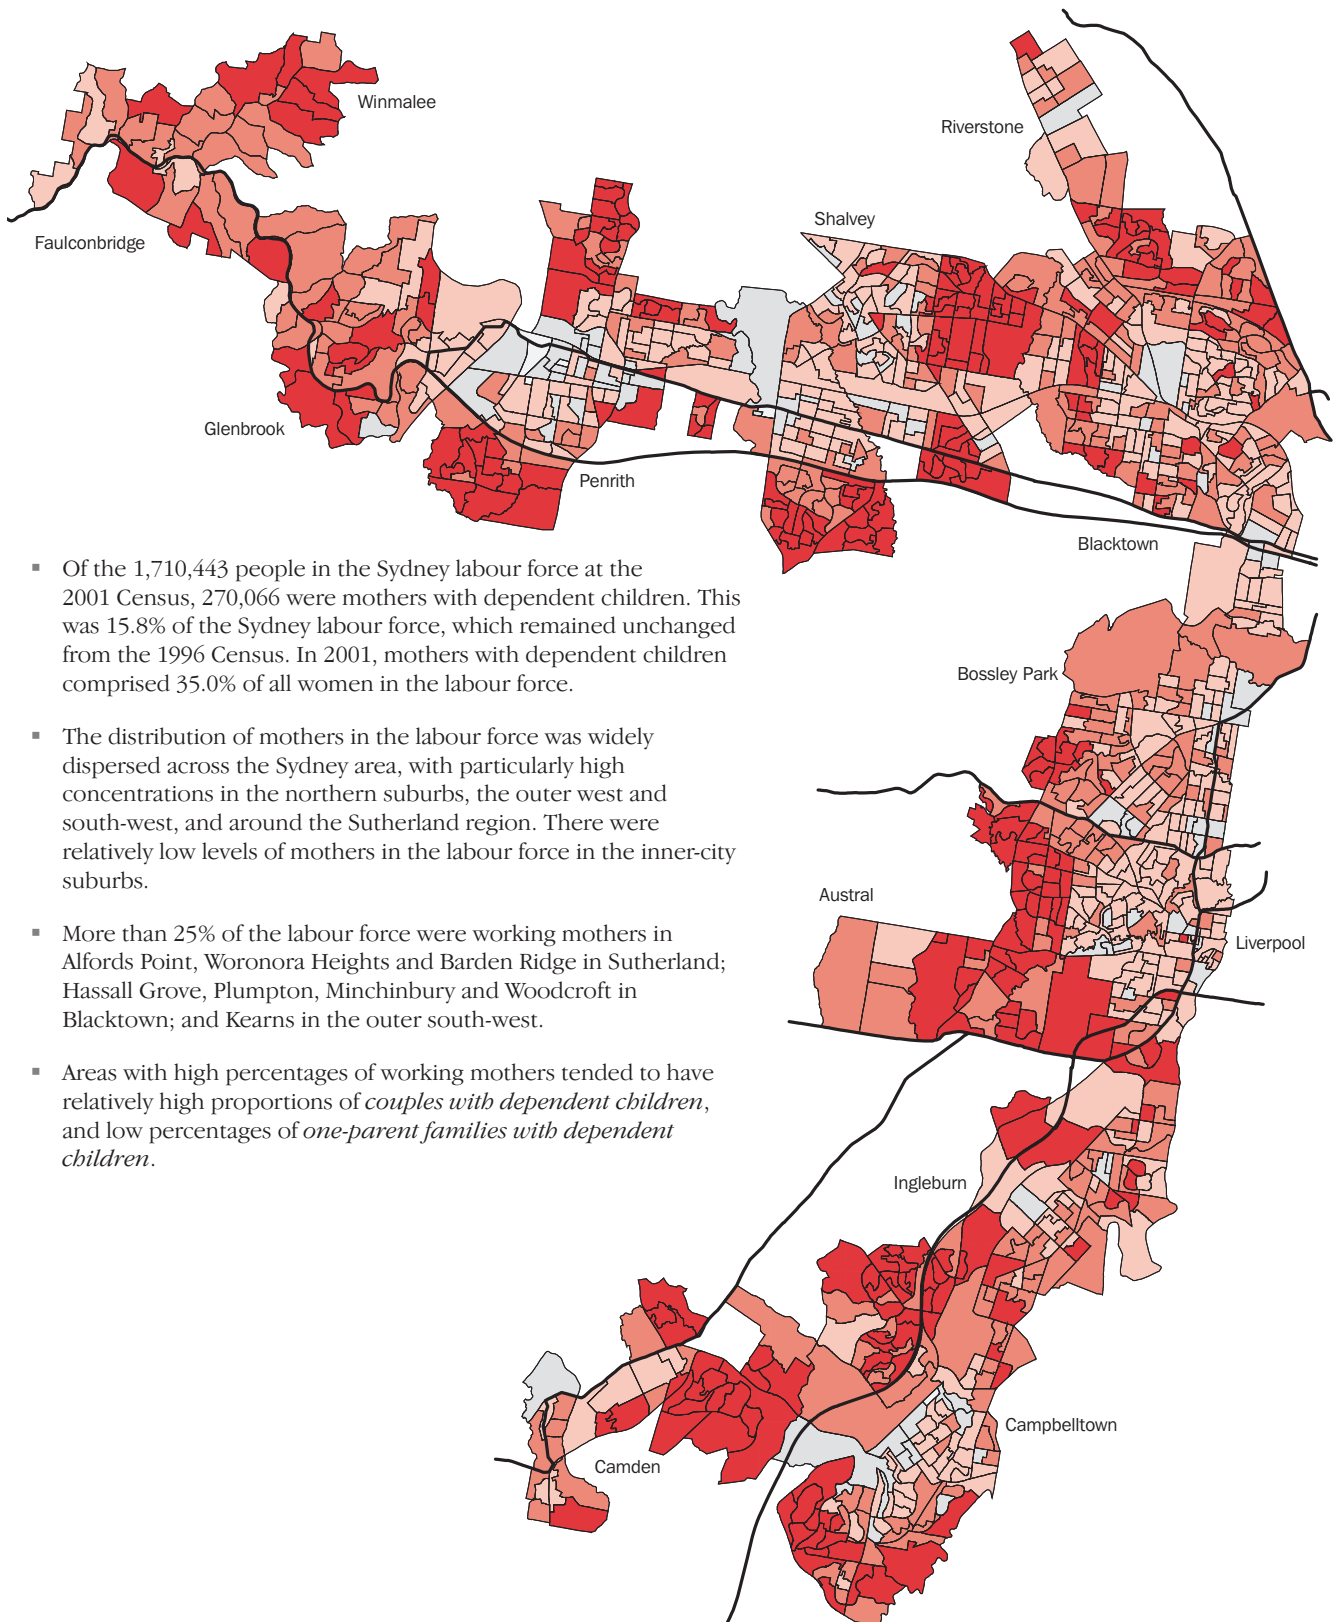 Winmalee
Riverstone
Shalvey
Faulconbridge
Glenbrook
Penrith
Blacktown
▪ Of the 1,710,443 people in the Sydney labour force at the
2001 Census, 270,066 were mothers with dependent children. This
was 15.8% of the Sydney labour force, which remained unchanged
from the 1996 Census. In 2001, mothers with dependent children
comprised 35.0% of all women in the labour force.
▪ The distribution of mothers in the labour force was widely
dispersed across the Sydney area, with particularly high
concentrations in the northern suburbs, the outer west and
south-west, and around the Sutherland region. There were
relatively low levels of mothers in the labour force in the inner-city
suburbs.
▪ More than 25% of the labour force were working mothers in
Alfords Point, Woronora Heights and Barden Ridge in Sutherland;
Hassall Grove, Plumpton, Minchinbury and Woodcroft in
Blacktown; and Kearns in the outer south-west.
▪ Areas with high percentages of working mothers tended to have
relatively high proportions of couples with dependent children,
and low percentages of one-parent families with dependent
children.
Bossley Park
Austral
Liverpool
Ingleburn
Campbelltown
Camden